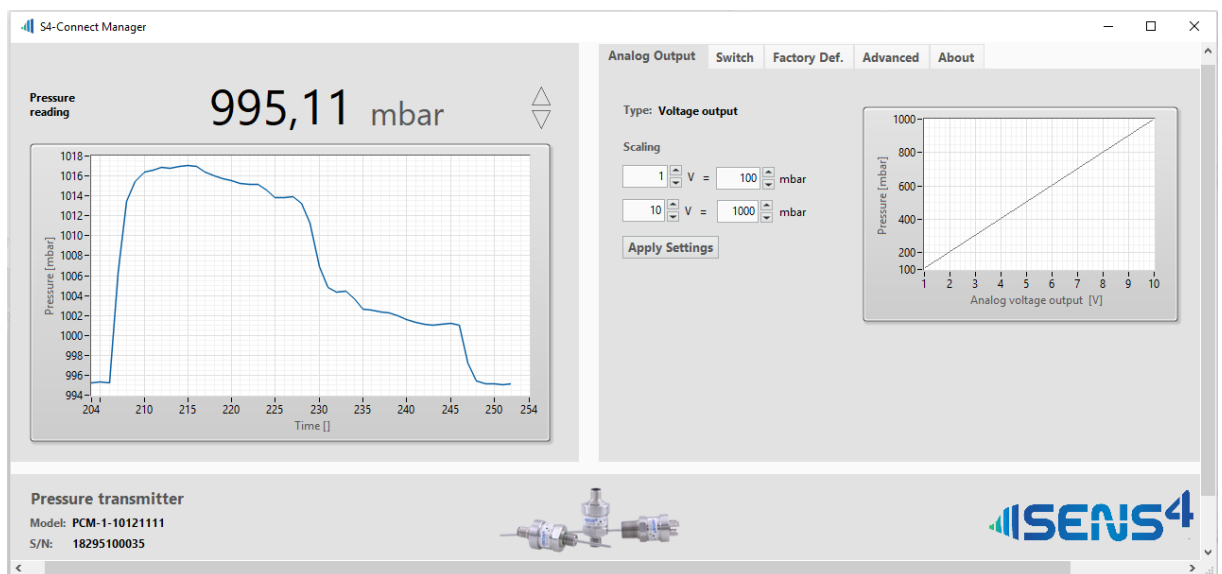 S4-Connect Manager
Pressure reading
995,11 mbar
1018
1016
1014
1012
1010
1008
1006
1004
1002
1000
998
996
994
Pressure [mbar]
204 210 215 220 225 230 235 240 245 250 254
Time []
Analog Output Switch Factory Def. Advanced About
Type: Voltage output
Scaling
1 V = 100 mbar
10 V = 1000 mbar
Apply Settings
1000
800
600
400
200
100
Pressure [mbar]
1 2 3 4 5 6 7 8 9 10
Analog voltage output [V]
Pressure transmitter
Model: PCM-1-10121111
S/N: 18295100035
SENS4